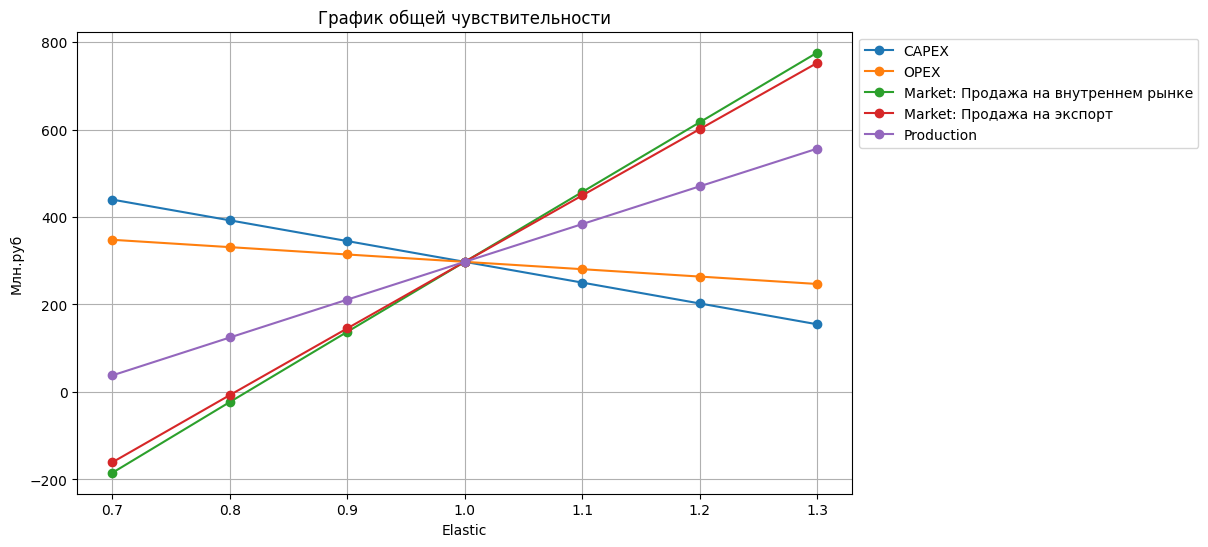 График общей чувствительности
800
600
400
200
0
−200
Млн.руб
0.7 0.8 0.9 1.0 1.1 1.2 1.3
Elastic
CAPEX
OPEX
Market: Продажа на внутреннем рынке
Market: Продажа на экспорт
Production